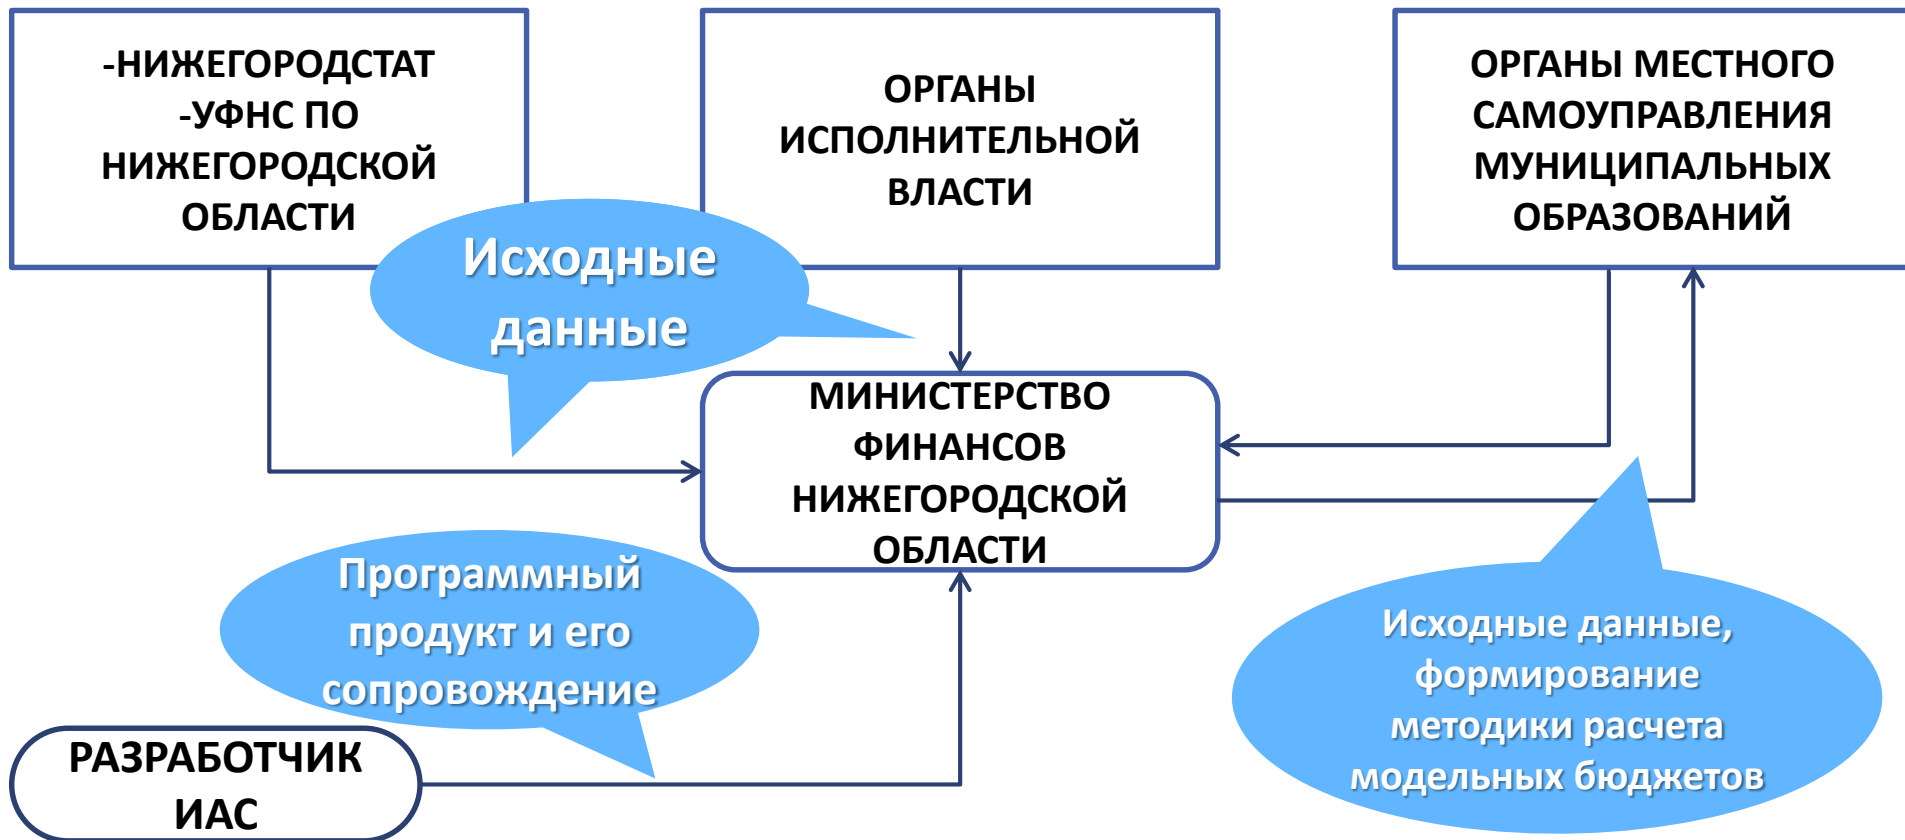 -НИЖЕГОРОДСТАТ
-УФНС ПО
НИЖЕГОРОДСКОЙ
ОБЛАСТИ
ОРГАНЫ
ИСПОЛНИТЕЛЬНОЙ
ВЛАСТИ
ОРГАНЫ МЕСТНОГО
САМОУПРАВЛЕНИЯ
МУНИЦИПАЛЬНЫХ
ОБРАЗОВАНИЙ
Исходные
данные
МИНИСТЕРСТВО
ФИНАНСОВ
НИЖЕГОРОДСКОЙ
ОБЛАСТИ
Программный
продукт и его
сопровождение
Исходные данные,
формирование
методики расчета
модельных бюджетов
РАЗРАБОТЧИК
ИАС